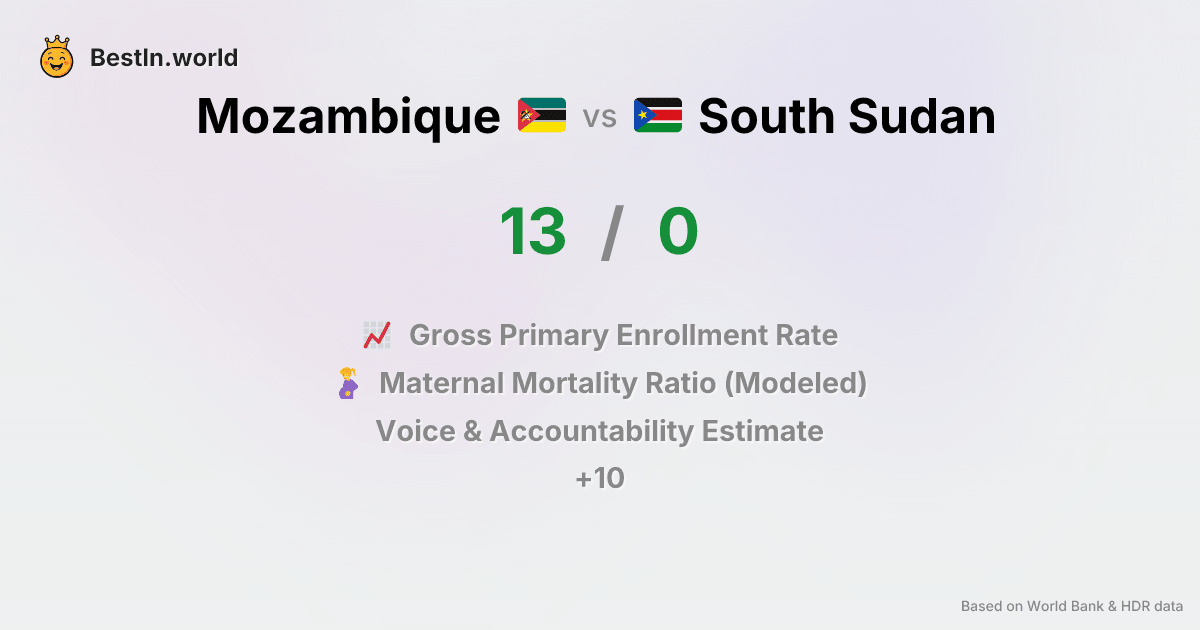 BestIn.world
Mozambique vs South Sudan
13 / 0
Gross Primary Enrollment Rate
Maternal Mortality Ratio (Modeled)
Voice & Accountability Estimate
+10
Based on World Bank & HDR data